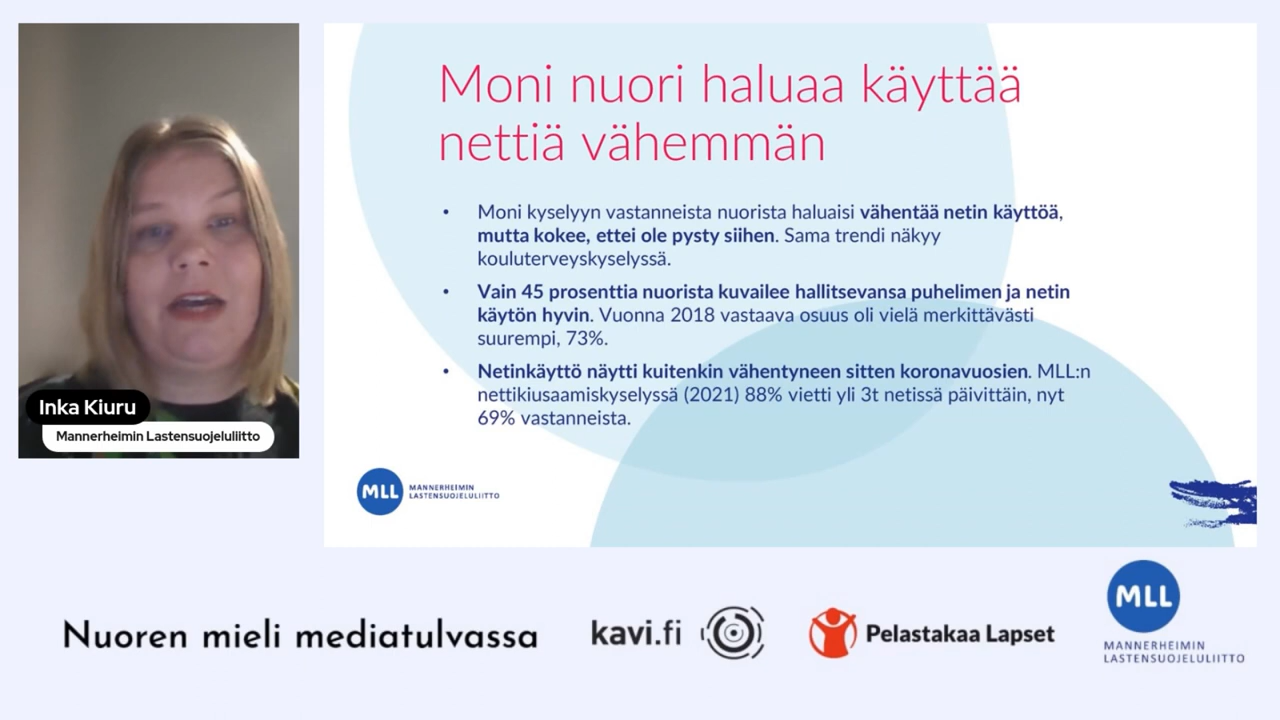 Moni nuori haluaa käyttää
nettiä vähemmän
• Moni kyselyyn vastanneista nuorista haluaisi vähentää netin käyttöä,
mutta kokee, ettei ole pysty siihen. Sama trendi näkyy
kouluterveyskyselyssä.
• Vain 45 prosenttia nuorista kuvailee hallitsevansa puhelimen ja netin
käytön hyvin. Vuonna 2018 vastaava osuus oli vielä merkittävästi
suurempi, 73%.
• Netinkäyttö näytti kuitenkin vähentyneen sitten koronavuosien. MLL:n
nettikiusaamiskyselyssä (2021) 88% vietti yli 3t netissä päivittäin, nyt
69% vastanneista.
Inka Kiuru
Mannerheimin Lastensuojeluliitto
MLL
MANNERHEIMIN
LASTENSUOJELULIITTO
Nuoren mieli mediatulvassa
kavi.fi
Pelastakaa Lapset
MLL
MANNERHEIMIN
LASTENSUOJELULIITTO